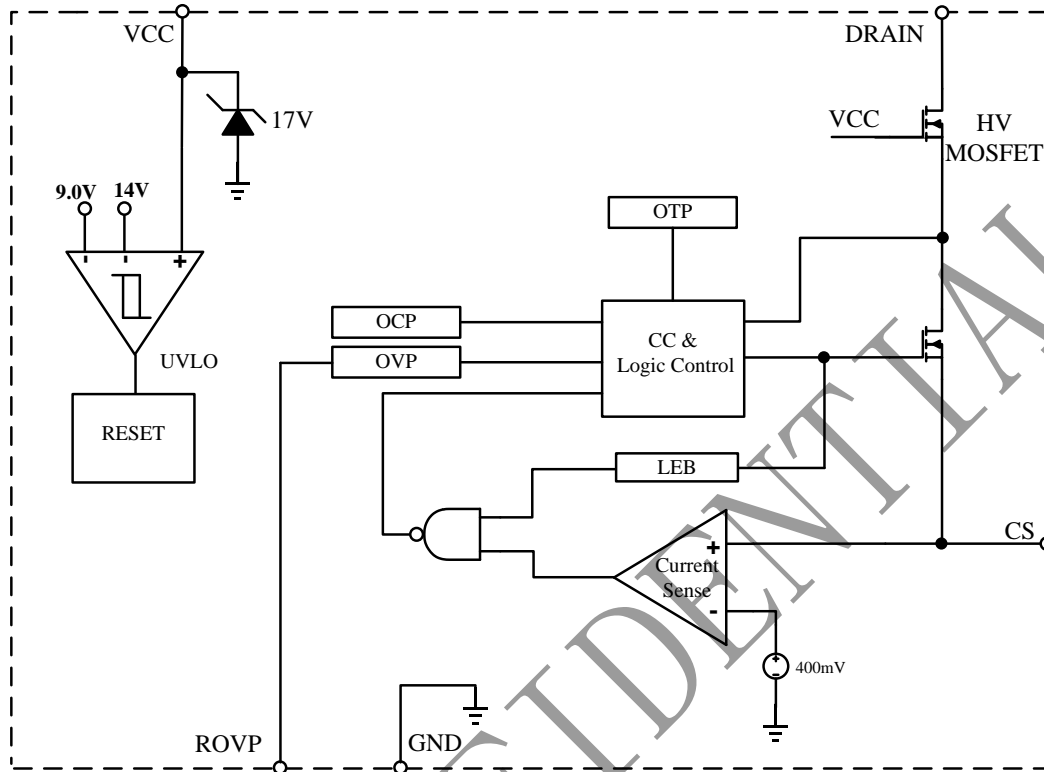 VCC
DRAIN
17V
VCC
HV
MOSFET
9.0V
14V
-
-
+
OTP
OCP
CC &
Logic Control
OVP
UVLO
RESET
LEB
CS
+
Current
Sense
-
+
-
400mV
ROVP
GND
IDENTIAL